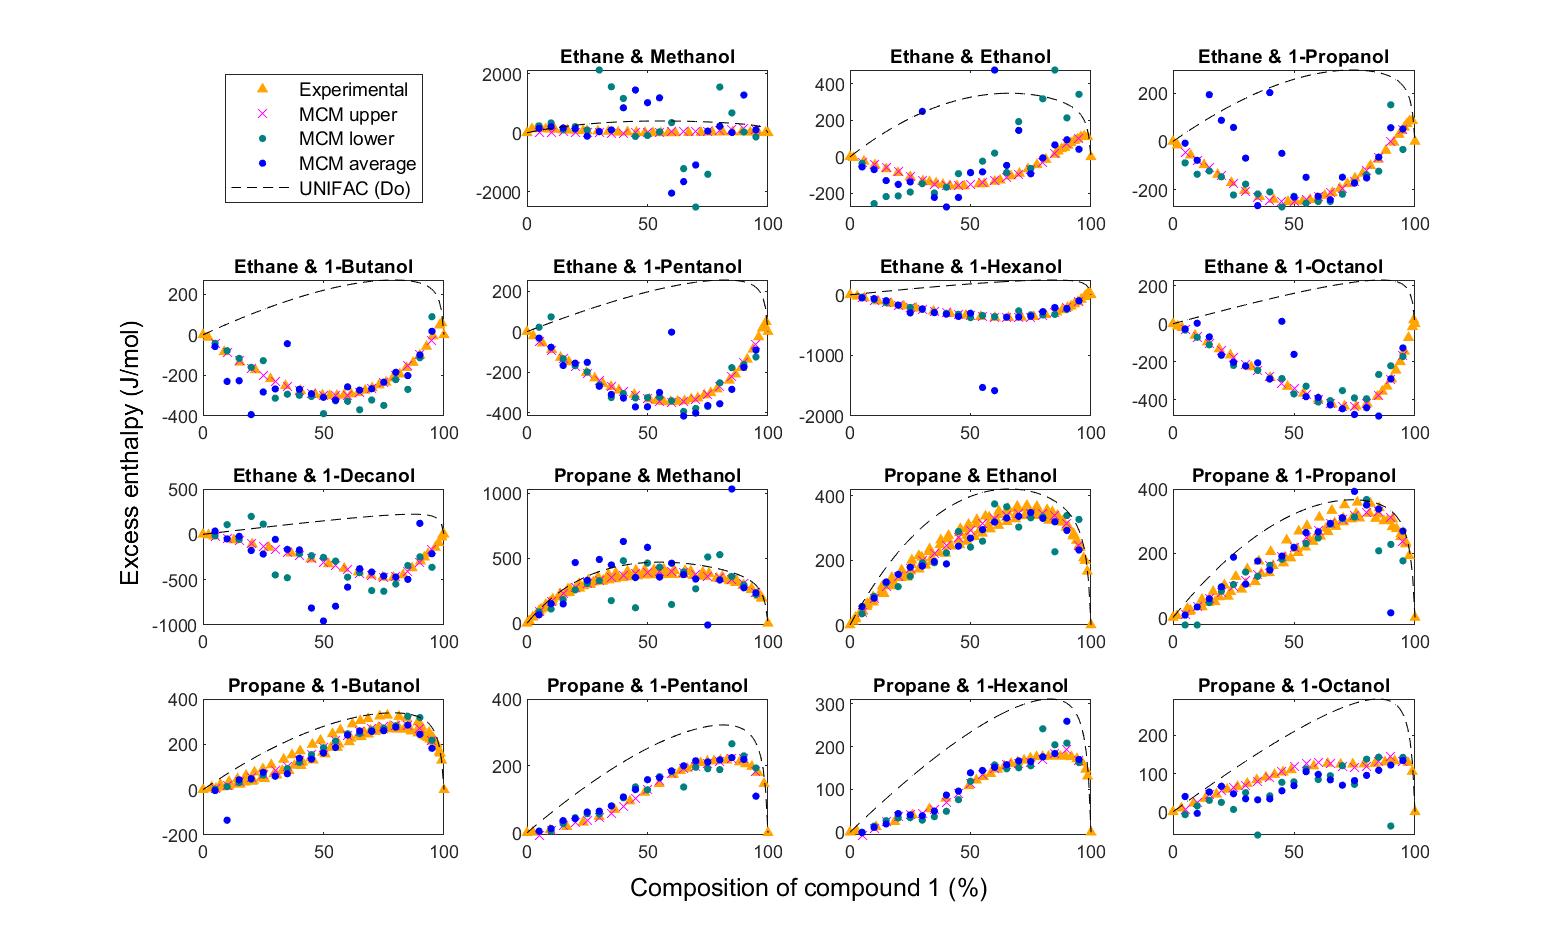 Experimental
MCM upper
MCM lower
MCM average
UNIFAC (Do)
Ethane & Methanol
2000
0
-2000
0 50 100
Ethane & Ethanol
400
200
0
-200
0 50 100
Ethane & 1-Propanol
200
0
-200
0 50 100
Ethane & 1-Butanol
200
0
-200
-400
0 50 100
Ethane & 1-Pentanol
200
0
-200
-400
0 50 100
Ethane & 1-Hexanol
0
-1000
-2000
0 50 100
Ethane & 1-Octanol
200
0
-200
-400
0 50 100
Ethane & 1-Decanol
500
0
-500
-1000
0 50 100
Propane & Methanol
1000
500
0
0 50 100
Propane & Ethanol
400
200
0
0 50 100
Propane & 1-Propanol
400
200
0
0 50 100
Propane & 1-Butanol
400
200
0
-200
0 50 100
Propane & 1-Pentanol
400
200
0
0 50 100
Propane & 1-Hexanol
300
200
100
0
0 50 100
Propane & 1-Octanol
200
100
0
0 50 100
Excess enthalpy (J/mol)
Composition of compound 1 (%)